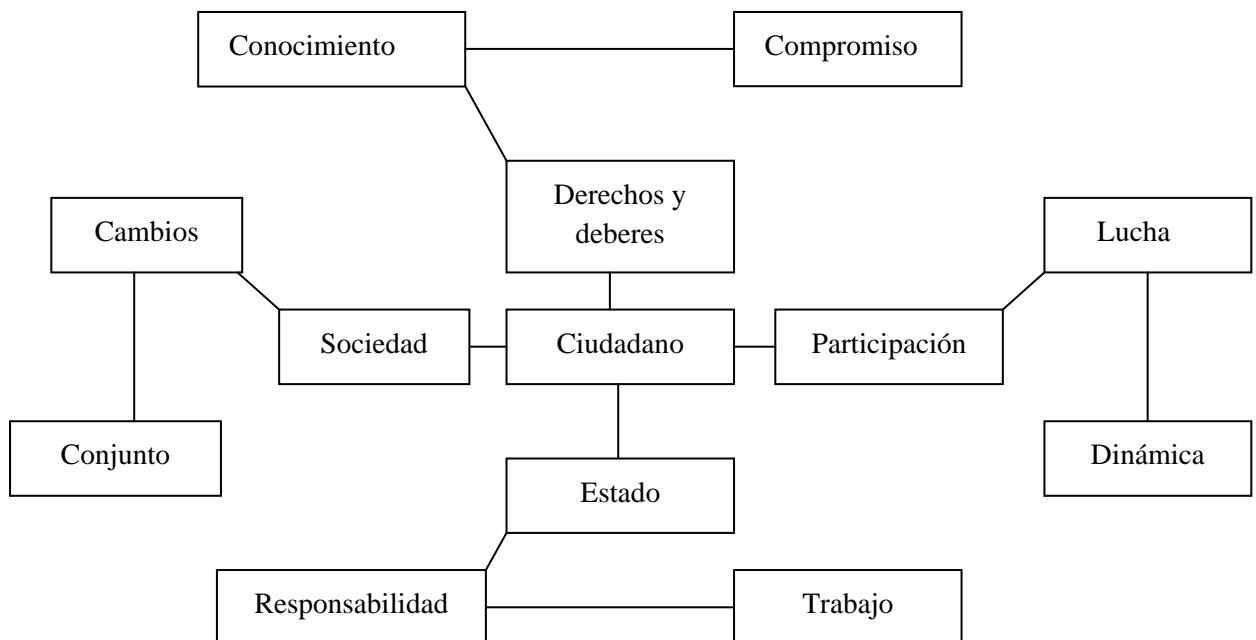 Conocimiento
Compromiso
Derechos y
deberes
Cambios
Lucha
Sociedad
Ciudadano
Participación
Conjunto
Dinámica
Estado
Responsabilidad
Trabajo